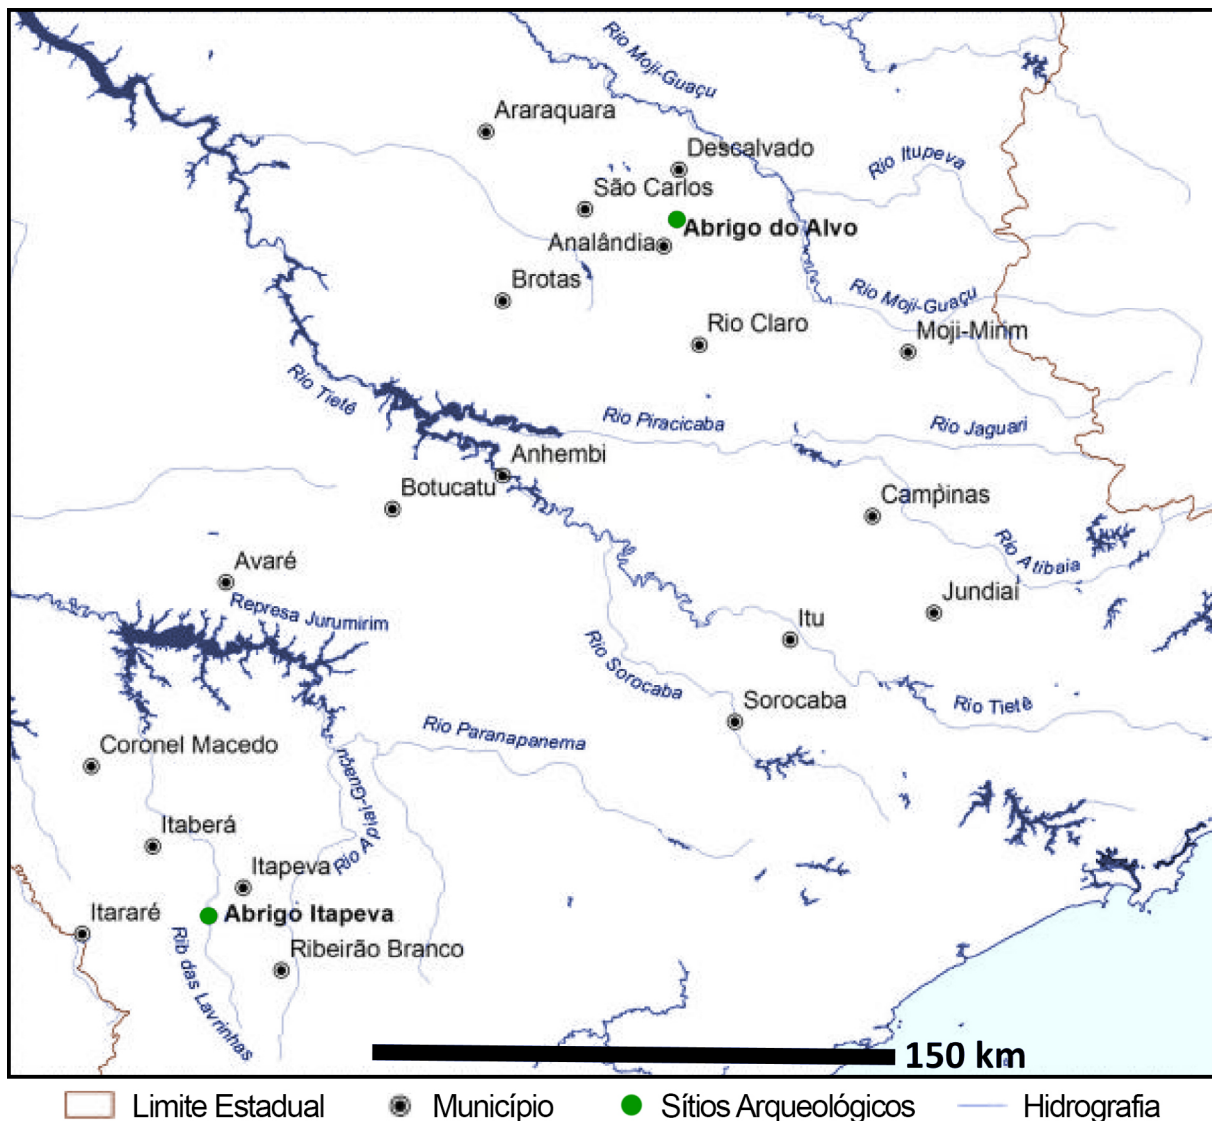 Rio Moji-Guaçu
Araraquara
Descalvado
Rio Itupeva
São Carlos
Abrigo do Alvo
Analândia
Brotas
Rio Moji-Guaçu
Rio Claro
Moji-Mirim
Rio Tietê
Rio Piracicaba
Rio Jaguari
Anhembi
Botucatu
Campinas
Rio Atibaia
Avaré
Represa Jurumirim
Jundiaí
Itu
Rio Sorocaba
Sorocaba
Rio Tietê
Rio Paranapanema
Coronel Macedo
Rio Apiaí-Guaçu
Itaberá
Itapeva
Itararé
Abrigo Itapeva
Ribeirão Branco
Rib das Lavrinhas
150 km
Limite Estadual
Município
Sítios Arqueológicos
Hidrografia